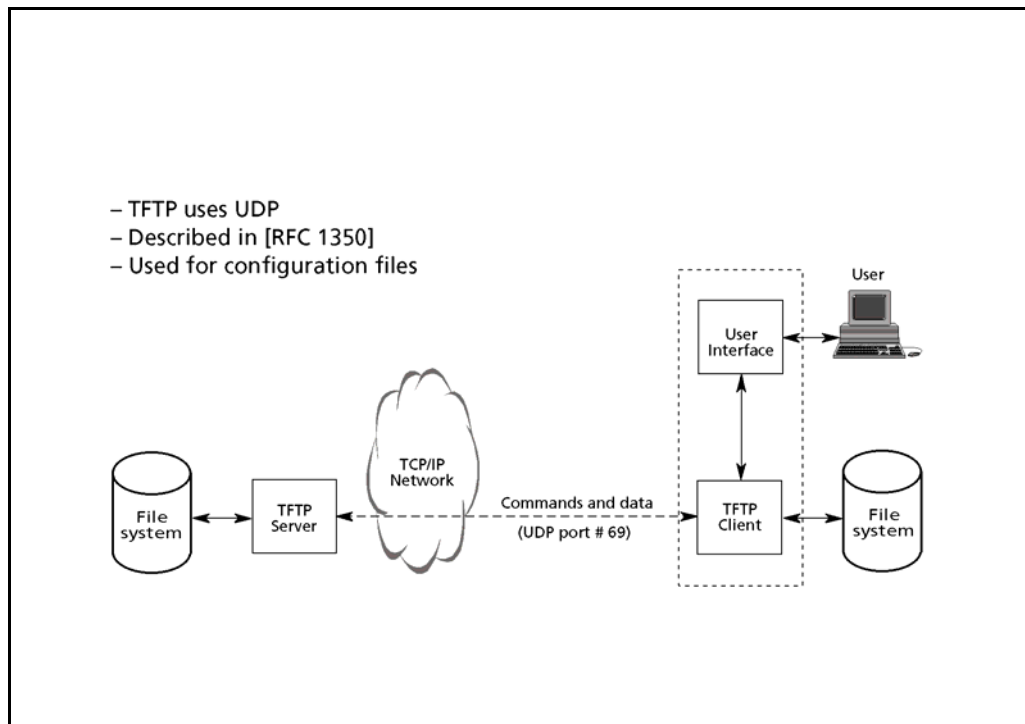 – TFTP uses UDP
– Described in [RFC 1350]
– Used for configuration files
User
User
Interface
TCP/IP
Network
Commands and data
(UDP port # 69)
File
system
TFTP
Server
TFTP
Client
File
system